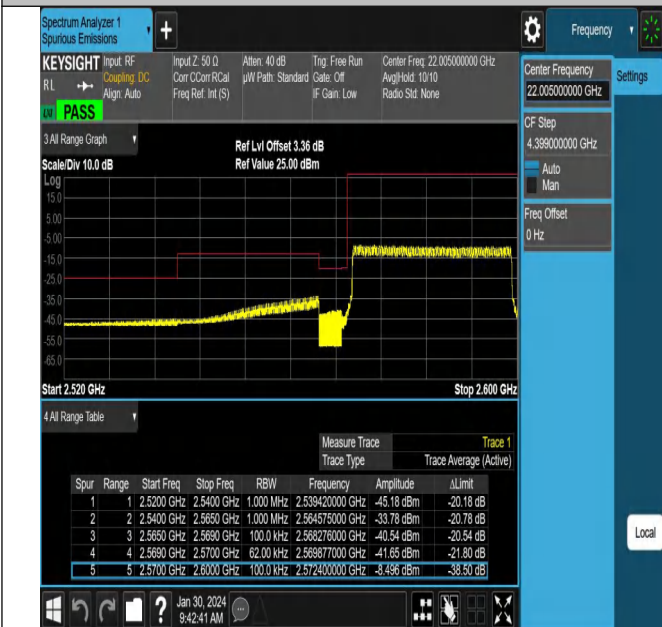 Spectrum Analyzer 1
Spurious Emissions
+
Frequency
KEYSIGHT Input: RF Input Z: 50 Ω Atten: 40 dB Trig: Free Run Center Freq: 22.005000000 GHz
RL Coupling: DC Corr CCorr RCal µW Path: Standard Gate: Off Avg|Hold: 10/10
Align: Auto Freq Ref: Int (S) IF Gain: Low Radio Std: None
PASS
Center Frequency
22.005000000 GHz
Settings
CF Step
4.399000000 GHz
Auto
Man
Freq Offset
0 Hz
3 All Range Graph
Ref Lvl Offset 3.36 dB
Scale/Div 10.0 dB Ref Value 25.00 dBm
Log
15.0
5.00
-5.00
-15.0
-25.0
-35.0
-45.0
-55.0
-65.0
Start 2.520 GHz Stop 2.600 GHz
4 All Range Table
Measure Trace Trace 1
Trace Type Trace Average (Active)
Spur Range Start Freq Stop Freq RBW Frequency Amplitude ΔLimit
1 1 2.5200 GHz 2.5400 GHz 1.000 MHz 2.539420000 GHz -45.18 dBm -20.18 dB
2 2 2.5400 GHz 2.5650 GHz 1.000 MHz 2.564575000 GHz -33.78 dBm -20.78 dB
3 3 2.5650 GHz 2.5690 GHz 100.0 kHz 2.568276000 GHz -40.54 dBm -20.54 dB
4 4 2.5690 GHz 2.5700 GHz 62.00 kHz 2.569877000 GHz -41.65 dBm -21.80 dB
5 5 2.5700 GHz 2.6000 GHz 100.0 kHz 2.572400000 GHz -8.496 dBm -38.50 dB
Local
? Jan 30, 2024
9:42:41 AM